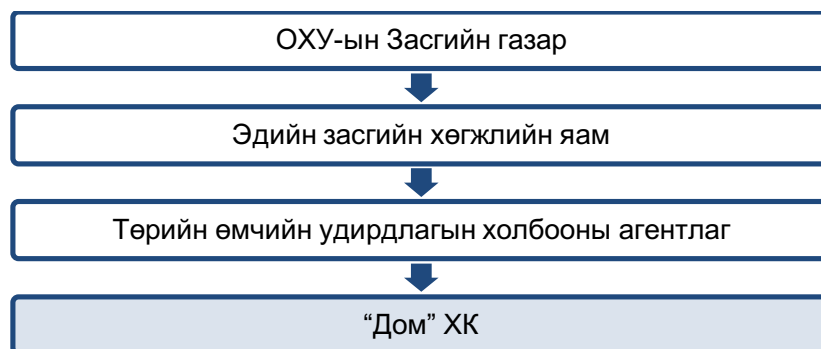 ОХУ-ын Засгийн газар
Эдийн засгийн хөгжлийн яам
Төрийн өмчийн удирдлагын холбооны агентлаг
“Дом” ХК